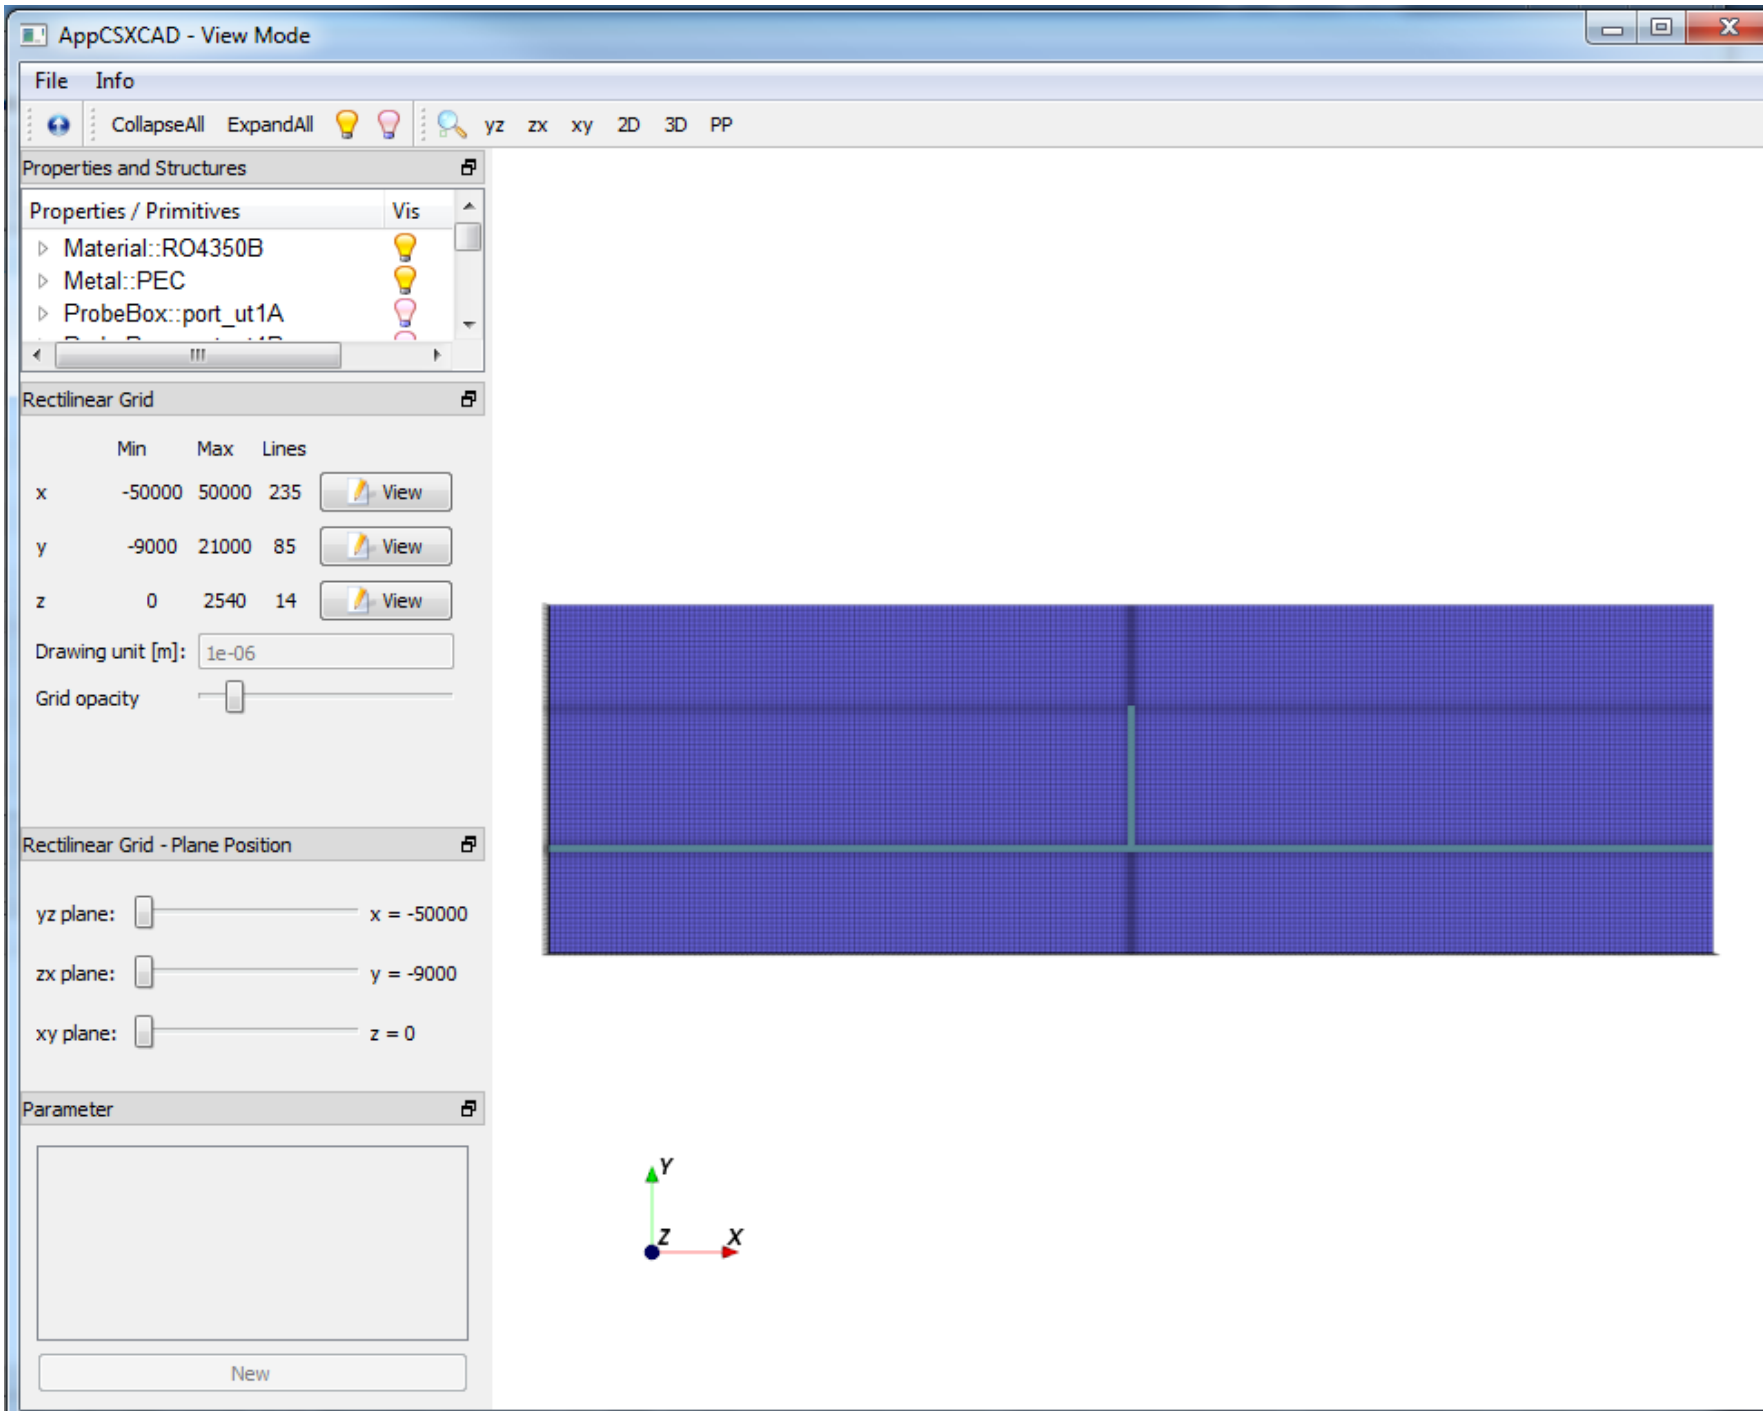 AppCSXCAD - View Mode
File Info
CollapseAll ExpandAll yz zx xy 2D 3D PP
Properties and Structures
Properties / Primitives Vis
Material::RO4350B
Metal::PEC
ProbeBox::port_ut1A
Rectilinear Grid
Min Max Lines
x -50000 50000 235 View
y -9000 21000 85 View
z 0 2540 14 View
Drawing unit [m]: 1e-06
Grid opacity
Rectilinear Grid - Plane Position
yz plane: x = -50000
zx plane: y = -9000
xy plane: z = 0
Parameter
New
Y
Z X